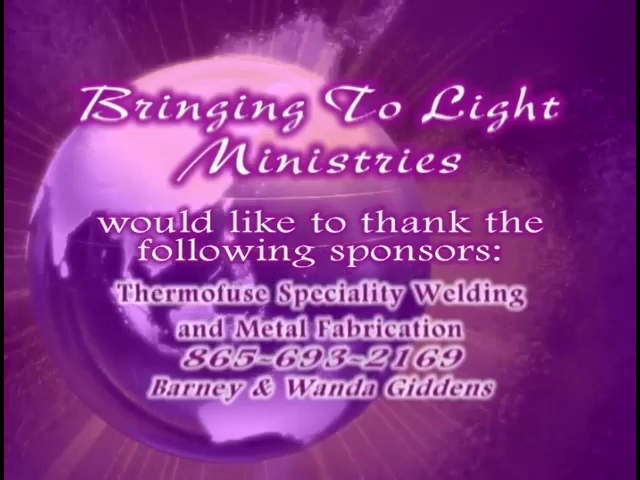 Bringing To Light
Ministries
would like to thank the
following sponsors:
Thermofuse Speciality Welding
and Metal Fabrication
865-693-2169
Barney & Wanda Giddens